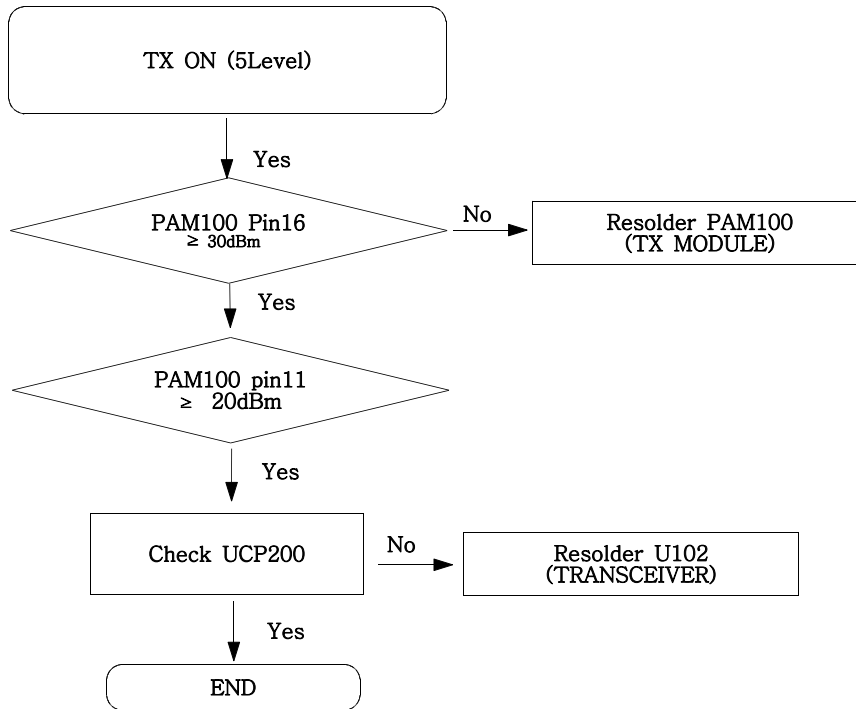 TX ON (5Level)
Yes
PAM100 Pin16
≥ 30dBm
No
Resolder PAM100
(TX MODULE)
Yes
PAM100 pin11
≥ 20dBm
Yes
Check UCP200
No
Resolder U102
(TRANSCEIVER)
Yes
END